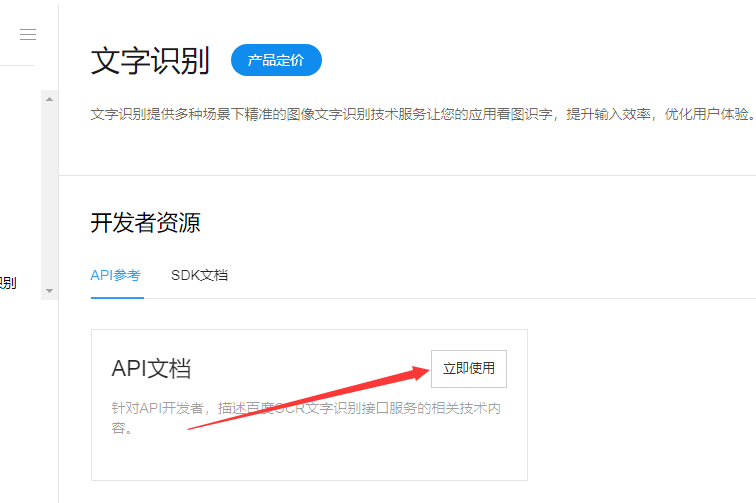 文字识别 产品定价
文字识别提供多种场景下精准的图像文字识别技术服务让您的应用看图识字，提升输入效率，优化用户体验。
开发者资源
API参考 SDK文档
识别
API文档 立即使用
针对API开发者，描述百度OCR文字识别接口服务的相关技术内
容。